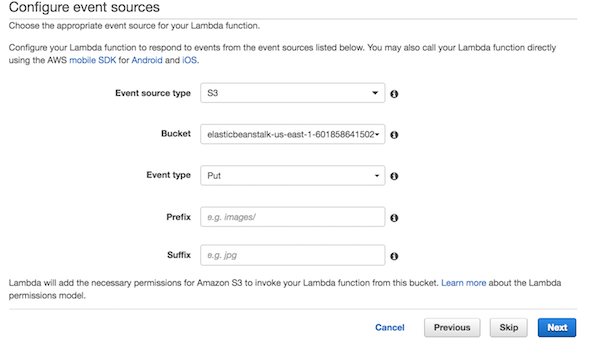 Configure event sources
Choose the appropriate event source for your Lambda function.
Configure your Lambda function to respond to events from the event sources listed below. You may also call your Lambda function directly
using the AWS mobile SDK for Android and iOS.
Event source type S3
Bucket elasticbeanstalk-us-east-1-601858641502
Event type Put
Prefix e.g. images/
Suffix e.g. jpg
Lambda will add the necessary permissions for Amazon S3 to invoke your Lambda function from this bucket. Learn more about the Lambda
permissions model.
Cancel Previous Skip Next